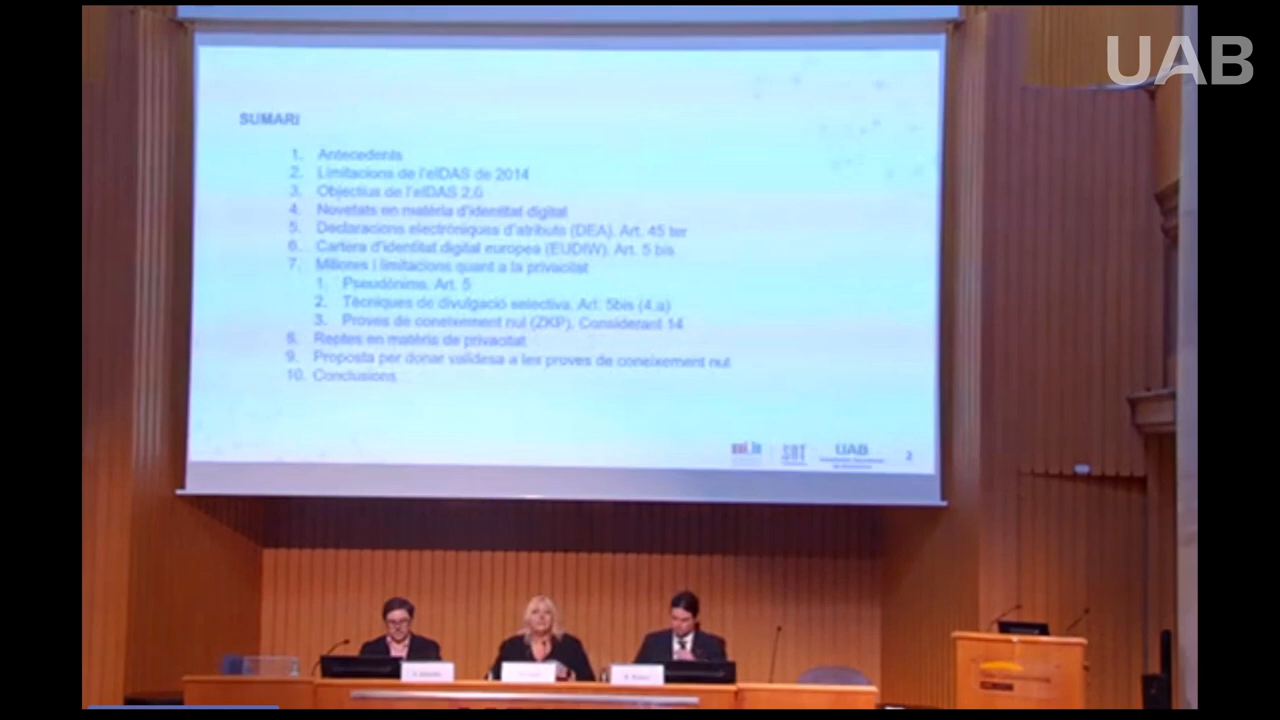 UAB
SUMARI
1. Antecedents
2. Limitacions de l'eIDAS de 2014
3. Objectius de l'eIDAS 2.0
4. Novetats en matèria d'identitat digital
5. Declaracions electròniques d'atributs (DEA). Art. 45 ter
6. Cartera d'identitat digital europea (EUDIW). Art. 5 bis
7. Millores i limitacions quant a la privacitat
1. Pseudònims. Art. 5
2. Tècniques de divulgació selectiva. Art. 5bis (4.a)
3. Proves de coneixement nul (ZKP). Considerant 14
8. Reptes en matèria de privacitat
9. Proposta per donar validesa a les proves de coneixement nul
10. Conclusions
UAB
2